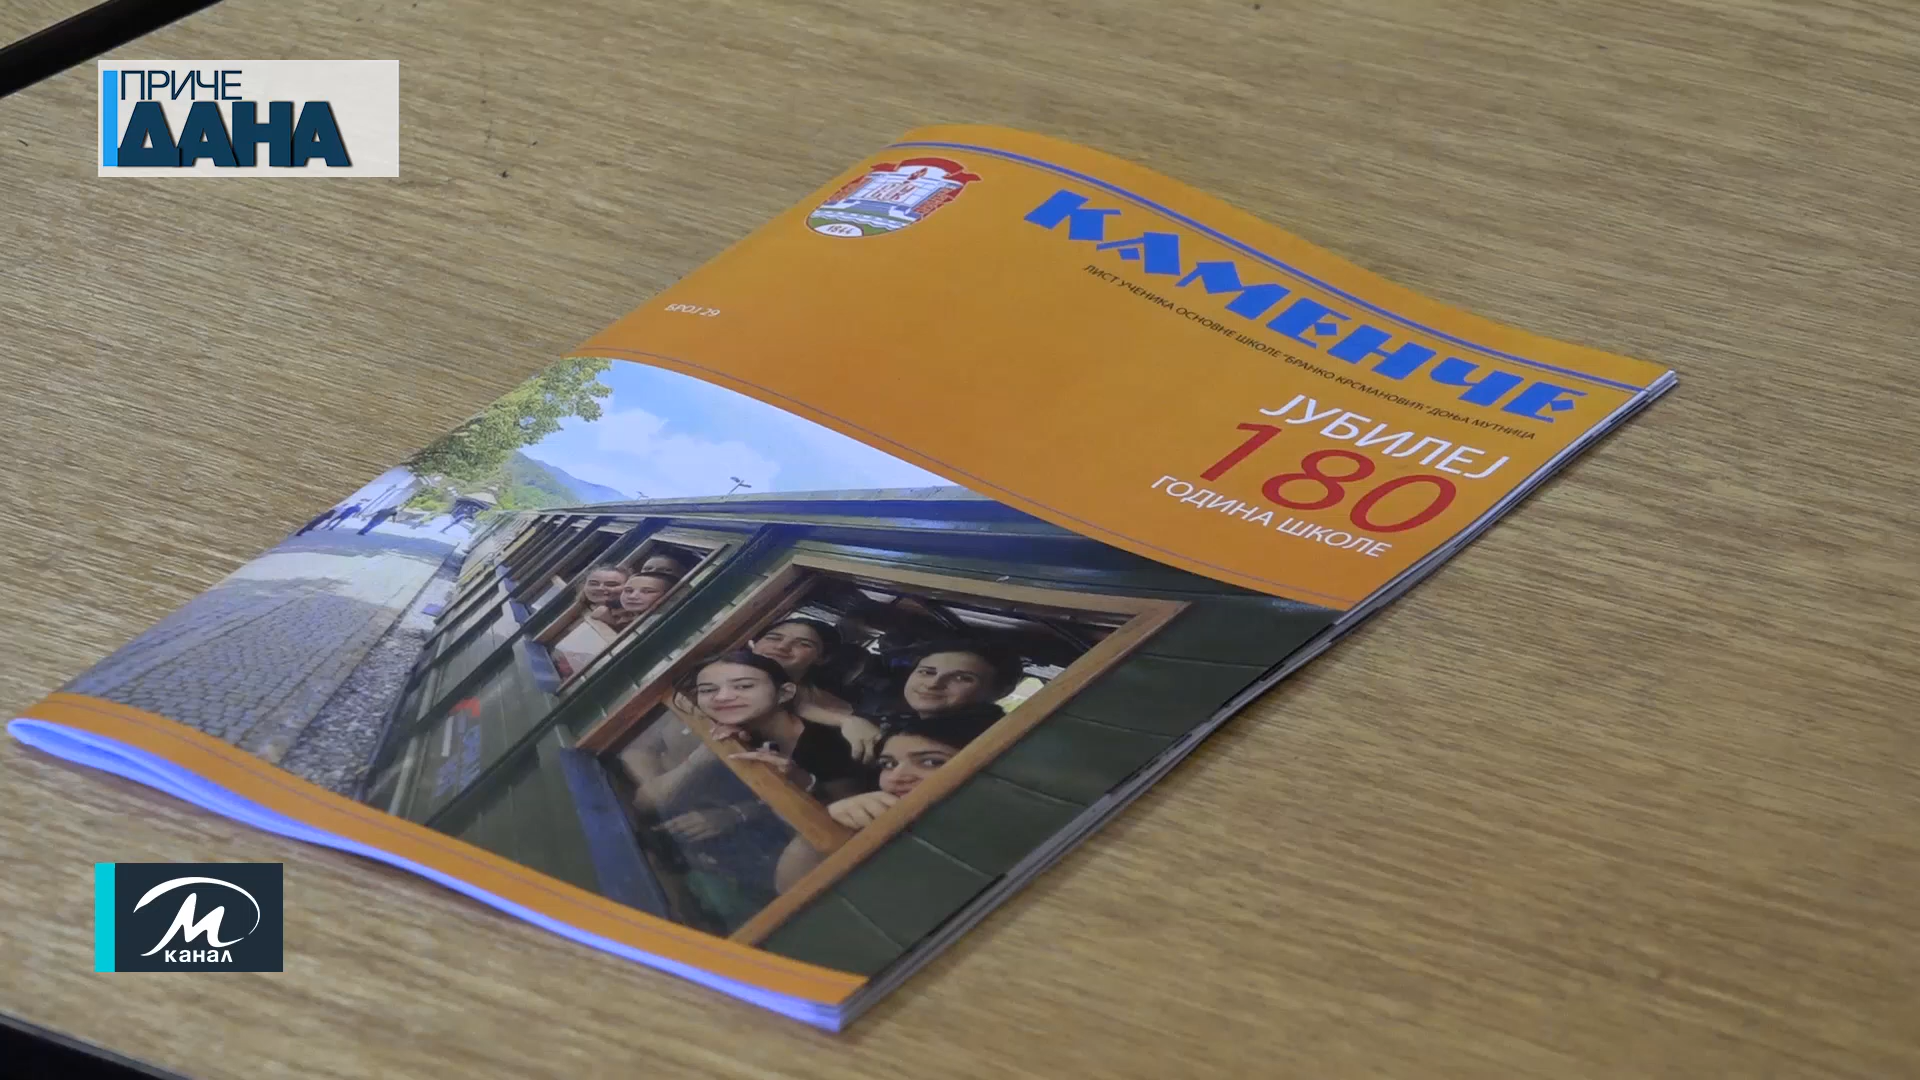 ПРИЧЕ
ДАНА
1844
КАМЕНЧЕ
ЛИСТ УЧЕНИКА ОСНОВНЕ ШКОЛЕ "БРАНКО КРСМАНОВИЋ" ДОЊА МУТНИЦА
БРОЈ 29
ЈУБИЛЕЈ
180
ГОДИНА ШКОЛЕ
М
канал